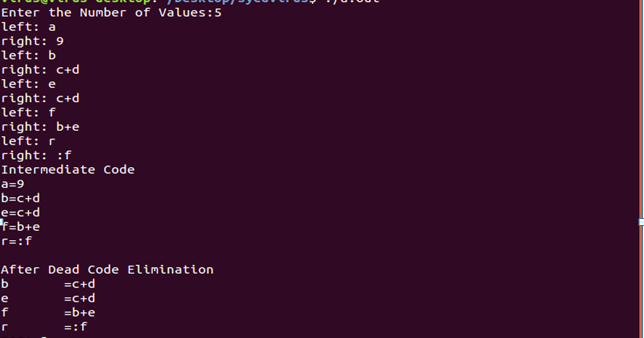 Enter the Number of Values:5
left: a
right: 9
left: b
right: c+d
left: e
right: c+d
left: f
right: b+e
left: r
right: :f
Intermediate Code
a=9
b=c+d
e=c+d
f=b+e
r=:f
After Dead Code Elimination
b =c+d
e =c+d
f =b+e
r =:f